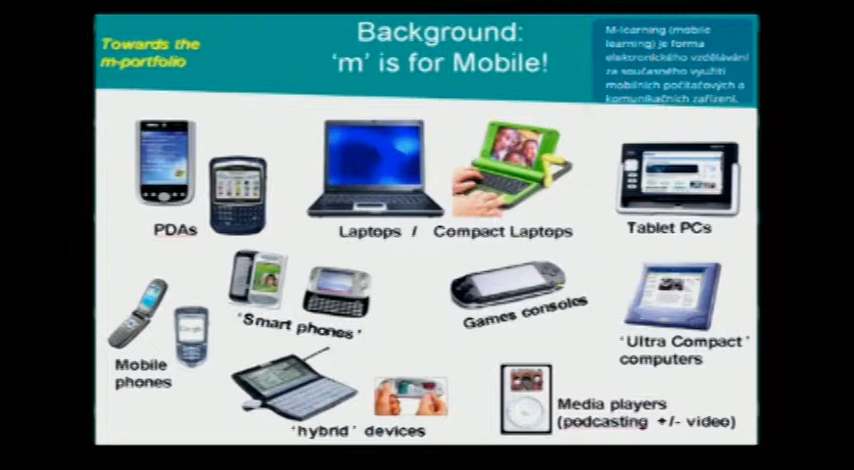 Towards the
m-portfolio
Background:
'm' is for Mobile!
M-learning (mobile
learning) je forma
elektronického vzdělávání
za současného využití
mobilních počítačových a
komunikačních zařízení.
PDAs
Laptops / Compact Laptops
Tablet PCs
'Smart phones'
Games consoles
'Ultra Compact'
computers
Mobile
phones
Google
'hybrid' devices
Media players
(podcasting +/- video)